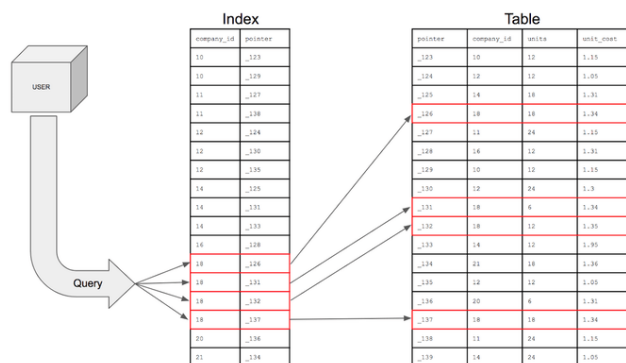 Index
Table
USER
Query
company_id pointer
10 _123
10 _129
11 _127
11 _138
12 _124
12 _130
12 _135
14 _125
14 _131
14 _133
16 _128
18 _126
18 _131
18 _132
18 _137
20 _136
21 _134
pointer company_id units unit_cost
_123 10 12 1.15
_124 12 12 1.05
_125 14 18 1.31
_126 18 18 1.34
_127 11 24 1.15
_128 16 12 1.31
_129 10 12 1.15
_130 12 24 1.3
_131 18 6 1.34
_132 18 12 1.35
_133 14 12 1.95
_134 21 18 1.36
_135 12 12 1.05
_136 20 6 1.31
_137 18 18 1.34
_138 11 24 1.15
_139 14 24 1.05